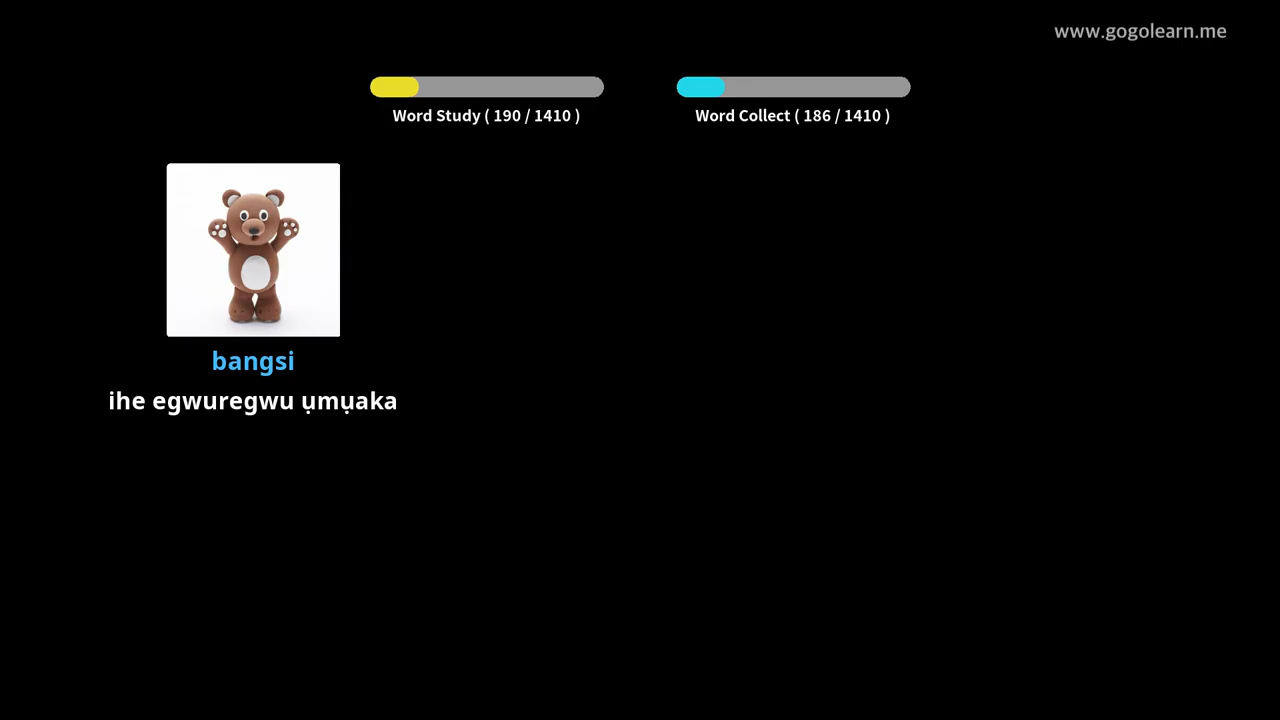 www.gogolearn.me
Word Study ( 190 / 1410 )
Word Collect ( 186 / 1410 )
bangsi
ihe egwuregwu ụmụaka